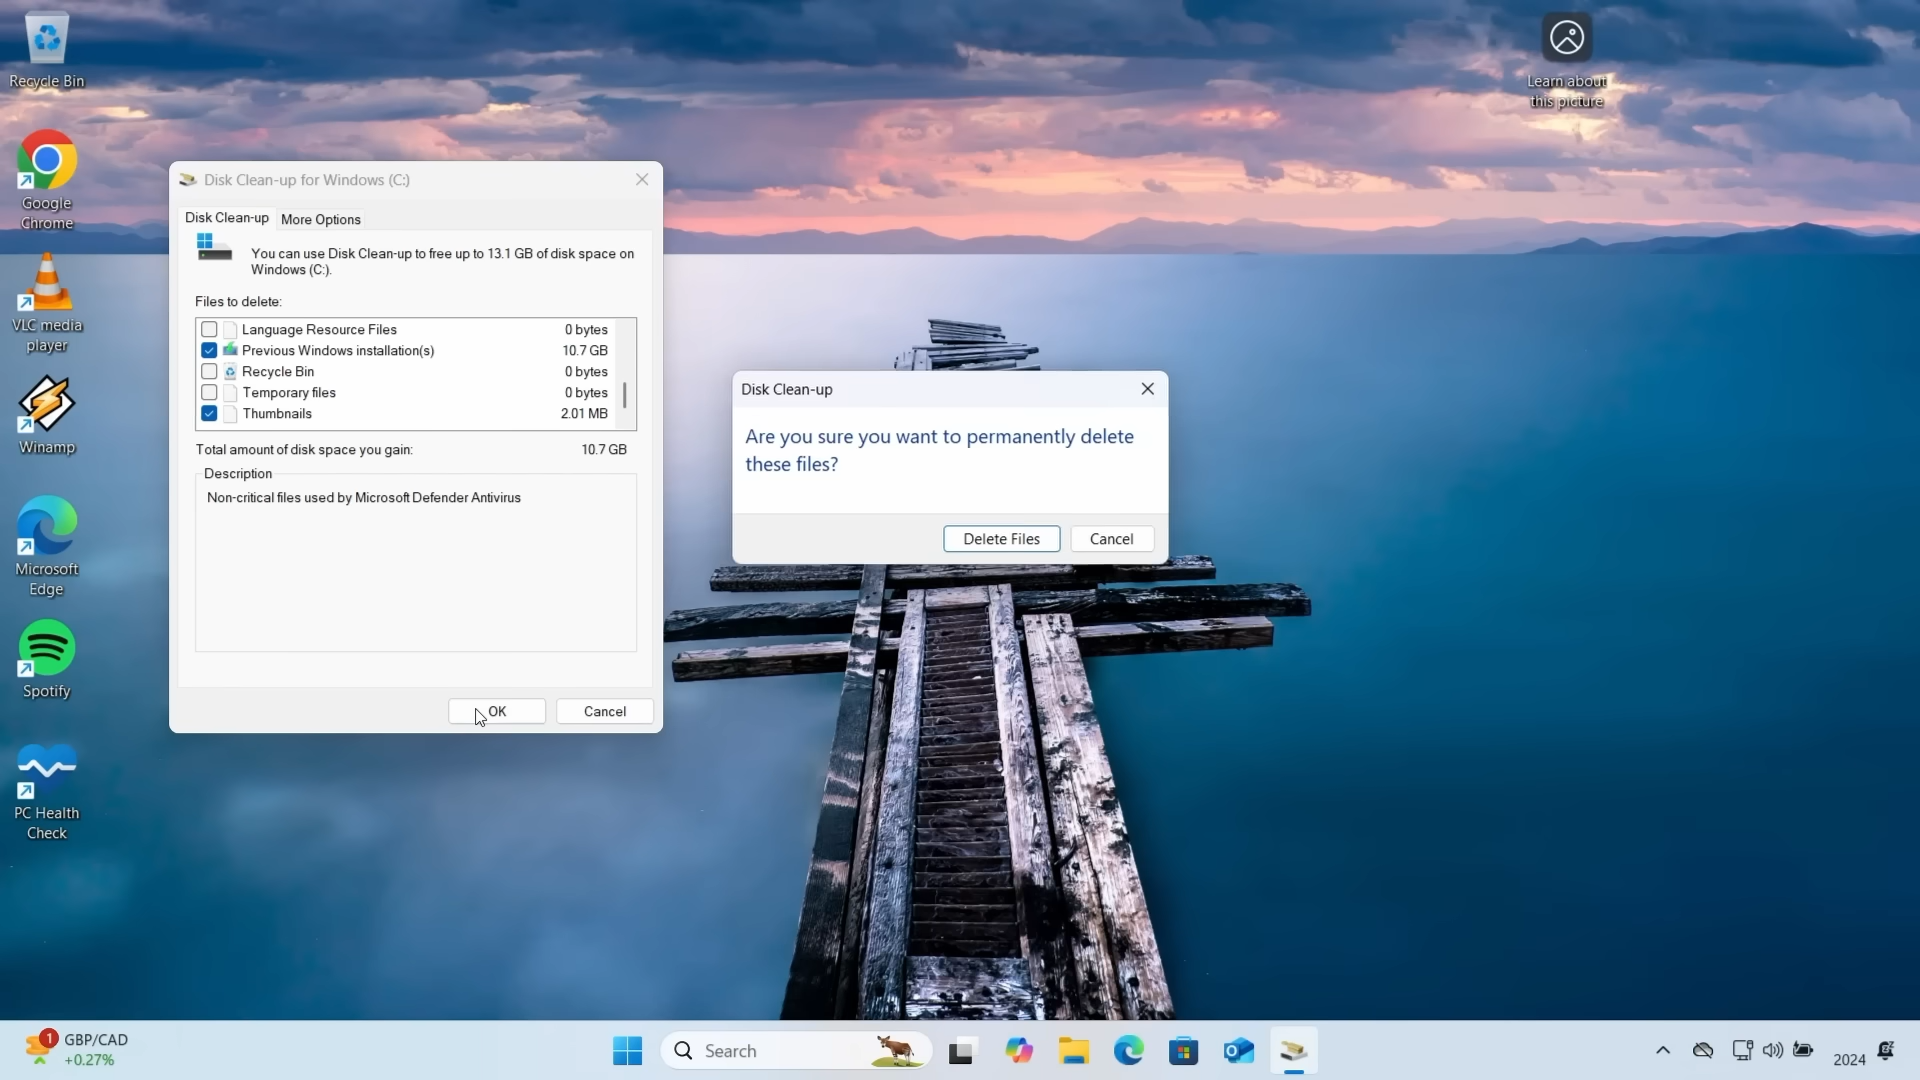 Recycle Bin
Google
Chrome
VLC media
player
Winamp
Microsoft
Edge
Spotify
PC Health
Check
Learn about
this picture
Disk Clean-up for Windows (C:)
Disk Clean-up
More Options
You can use Disk Clean-up to free up to 13.1 GB of disk space on
Windows (C:).
Files to delete:
Language Resource Files 0 bytes
Previous Windows installation(s) 10.7 GB
Recycle Bin 0 bytes
Temporary files 0 bytes
Thumbnails 2.01 MB
Total amount of disk space you gain: 10.7 GB
Description
Non-critical files used by Microsoft Defender Antivirus
OK
Cancel
Disk Clean-up
Are you sure you want to permanently delete
these files?
Delete Files
Cancel
1
GBP/CAD
+0.27%
Search
2024